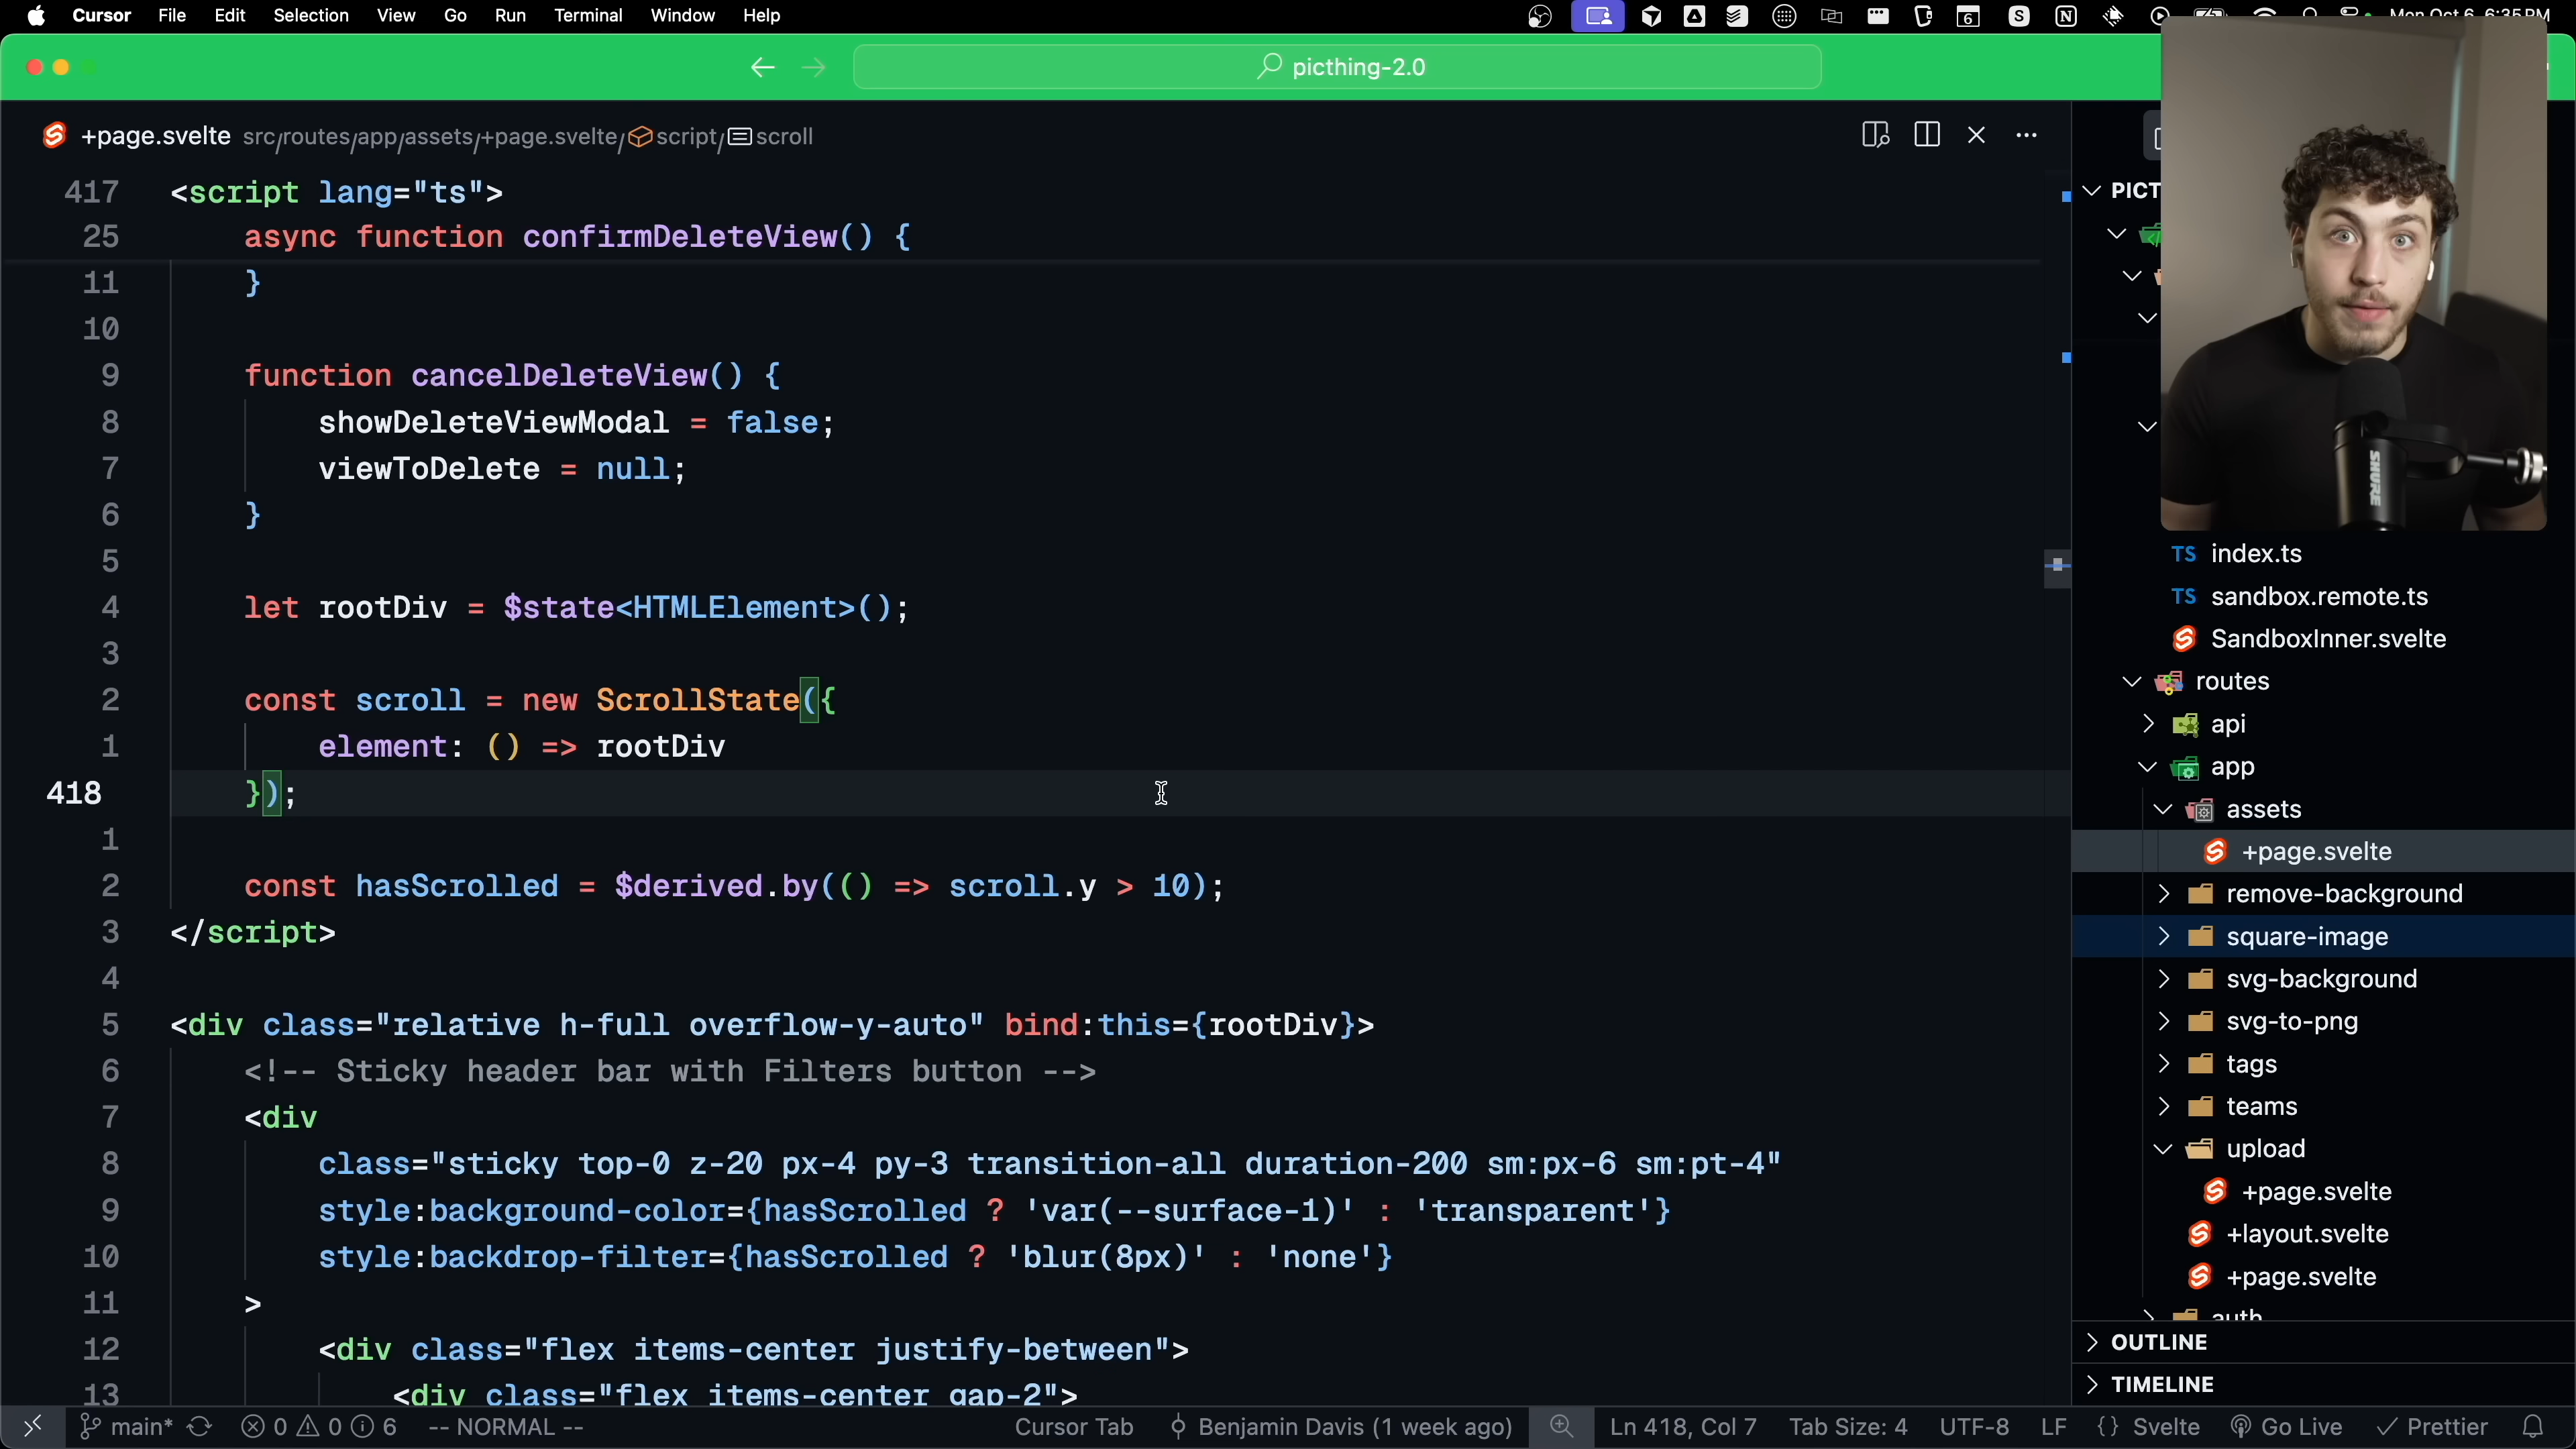 Cursor File Edit Selection View Go Run Terminal Window Help
6 S N Mon Oct 6 6:35 PM
picthing-2.0
+page.svelte src/routes/app/assets/+page.svelte/ script/ scroll
417 <script lang="ts">
25 async function confirmDeleteView() {
11 }
10
9 function cancelDeleteView() {
8 showDeleteViewModal = false;
7 viewToDelete = null;
6 }
5
4 let rootDiv = $state<HTMLElement>();
3
2 const scroll = new ScrollState({
1 element: () => rootDiv
418 });
1
2 const hasScrolled = $derived.by(() => scroll.y > 10);
3 </script>
4
5 <div class="relative h-full overflow-y-auto" bind:this={rootDiv}>
6 <!-- Sticky header bar with Filters button -->
7 <div
8 class="sticky top-0 z-20 px-4 py-3 transition-all duration-200 sm:px-6 sm:pt-4"
9 style:background-color={hasScrolled ? 'var(--surface-1)' : 'transparent'}
10 style:backdrop-filter={hasScrolled ? 'blur(8px)' : 'none'}
11 >
12 <div class="flex items-center justify-between">
13 <div class="flex items-center gap-2">
PICT
SHURE
TS index.ts
TS sandbox.remote.ts
SandboxInner.svelte
routes
api
app
assets
+page.svelte
remove-background
square-image
svg-background
svg-to-png
tags
teams
upload
+page.svelte
+layout.svelte
+page.svelte
auth
OUTLINE
TIMELINE
main* 0 0 6 -- NORMAL -- Cursor Tab Benjamin Davis (1 week ago) Ln 418, Col 7 Tab Size: 4 UTF-8 LF {} Svelte Go Live Prettier